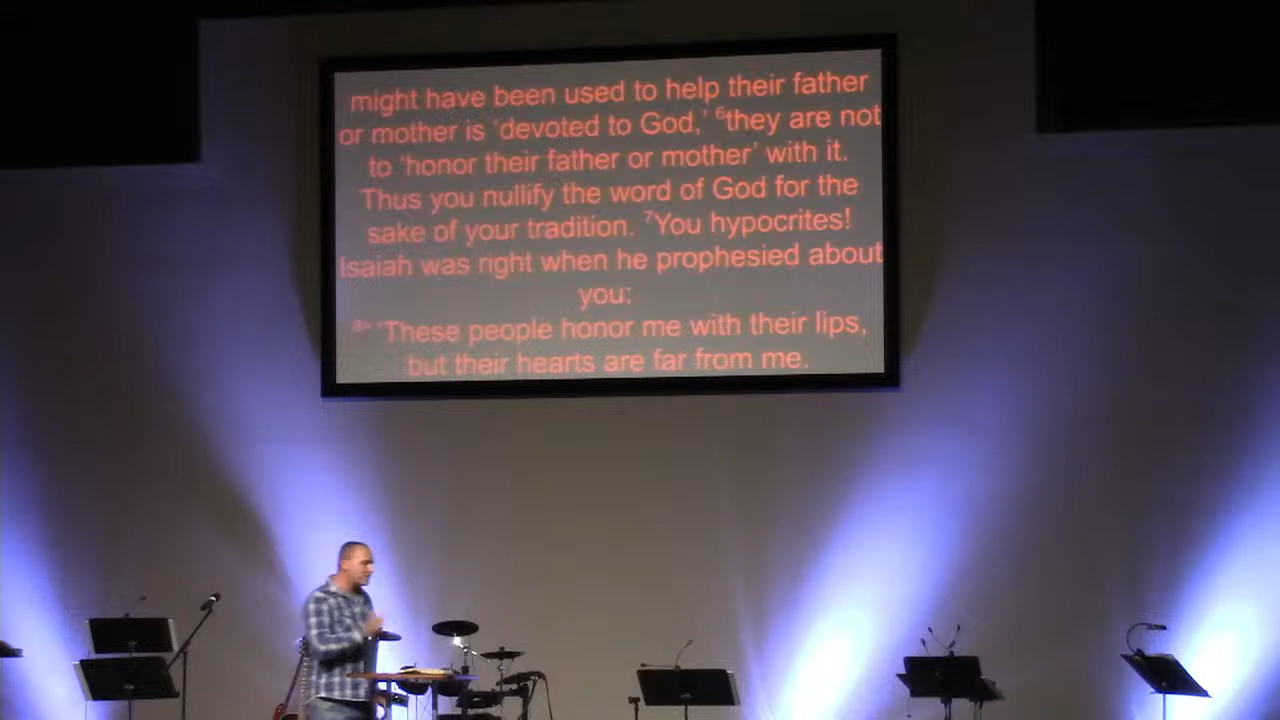 might have been used to help their father
or mother is ‘devoted to God,’ ⁶they are not
to ‘honor their father or mother’ with it.
Thus you nullify the word of God for the
sake of your tradition. ⁷You hypocrites!
Isaiah was right when he prophesied about
you:
⁸“ ‘These people honor me with their lips,
but their hearts are far from me.